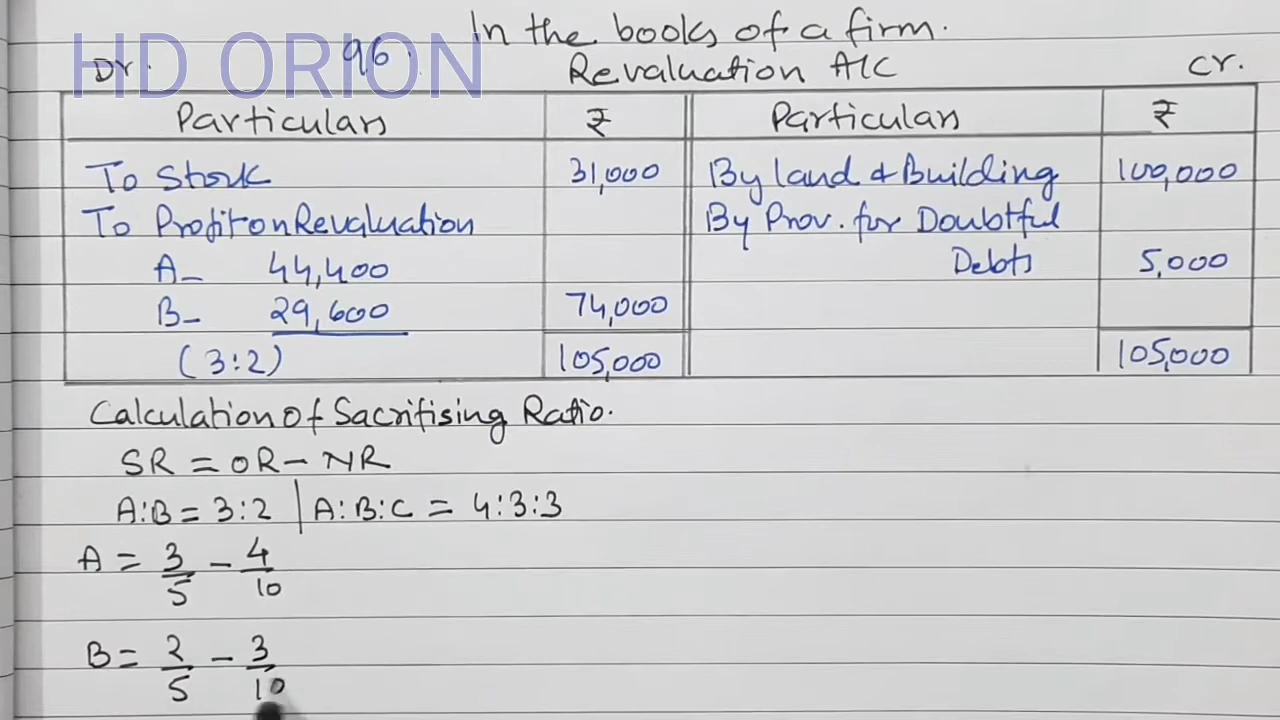 In the books of a firm.
HD ORION
Dr. 96. Revaluation A/C Cr.
Particulars ₹ Particulars ₹
To Stock 31,000 By land & Building 100,000
To Profit on Revaluation By Prov. for Doubtful
A- 44,400 Debts 5,000
B- 29,600 74,000
(3:2) 105,000 105,000
Calculation of Sacrifising Ratio.
SR = OR - NR
A:B = 3:2 | A:B:C = 4:3:3
A = 3/5 - 4/10
B = 2/5 - 3/10